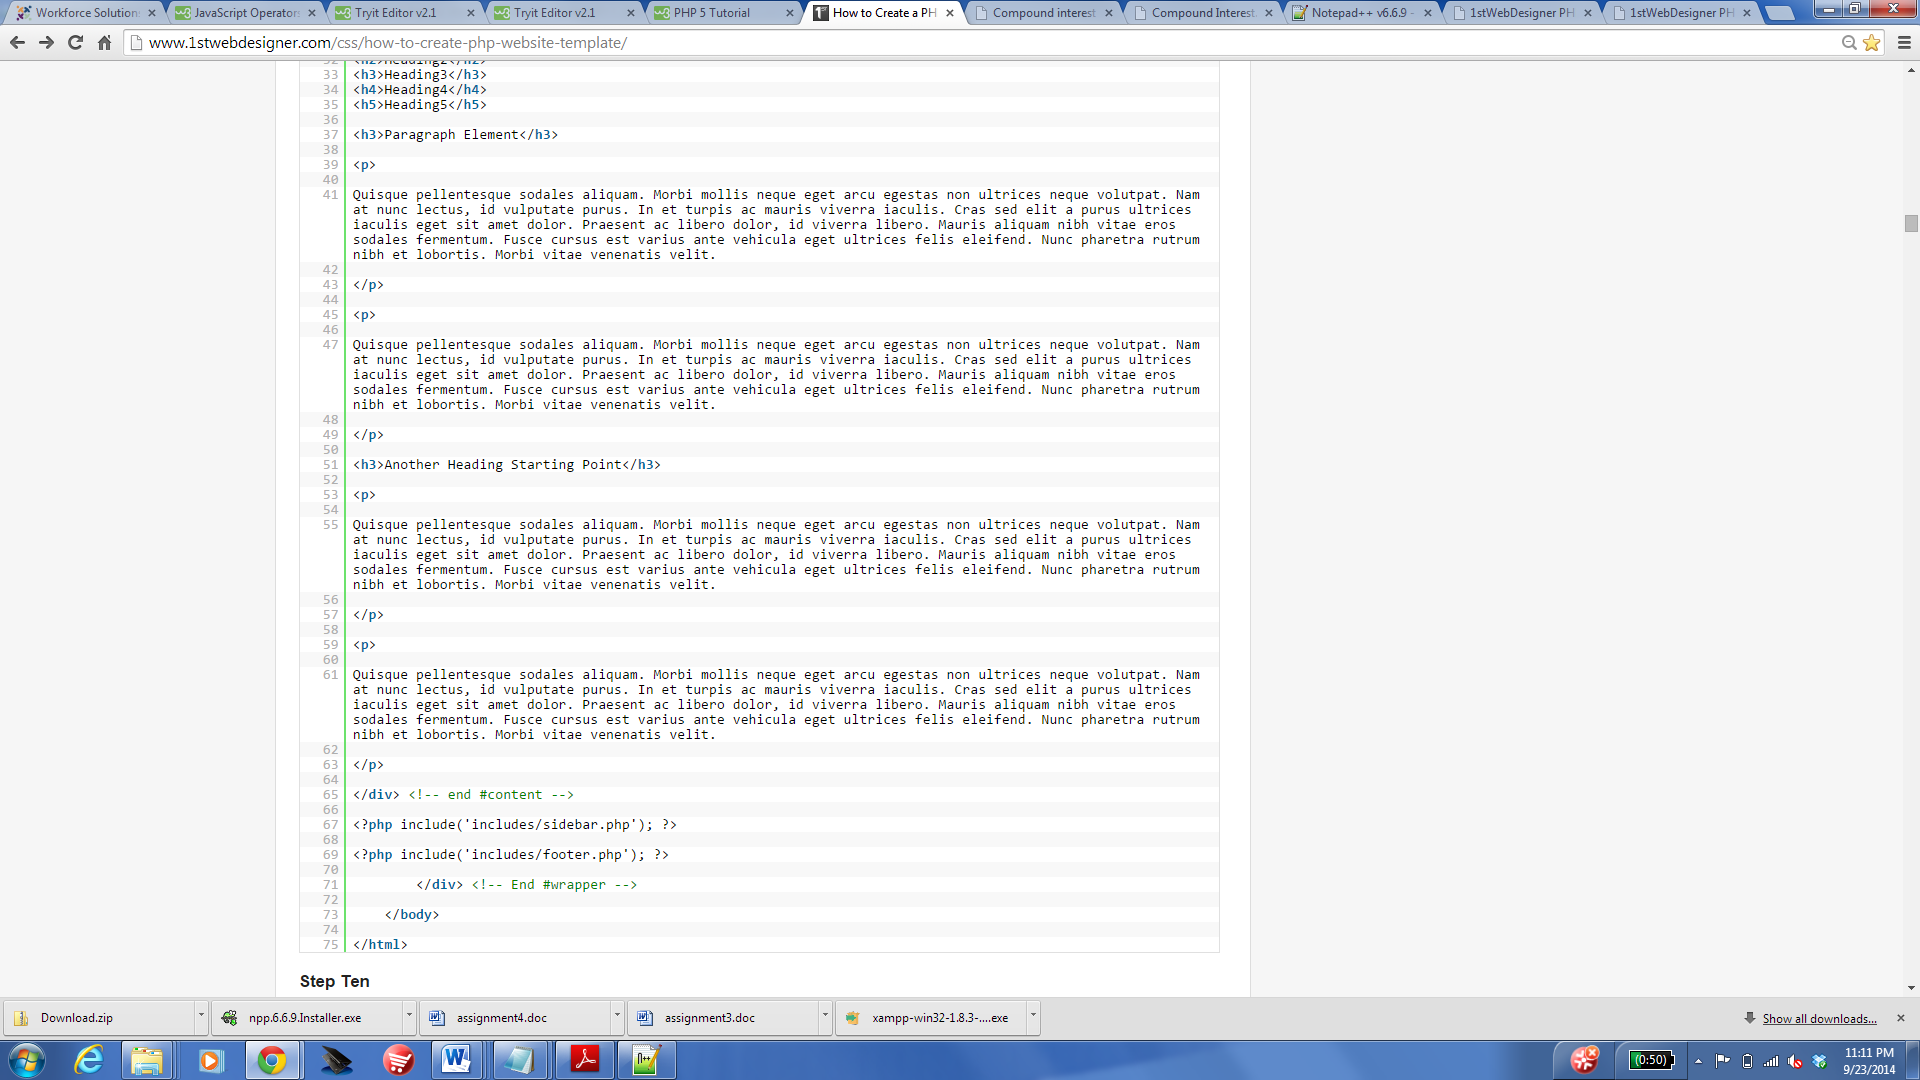 Workforce Solution
JavaScript Operator
Tryit Editor v2.1
Tryit Editor v2.1
PHP 5 Tutorial
How to Create a PH
Compound interest
Compound Interest
Notepad++ v6.6.9 -
1stWebDesigner PH
1stWebDesigner PH
www.1stwebdesigner.com/css/how-to-create-php-website-template/
32 <h2>Heading2</h2>
33 <h3>Heading3</h3>
34 <h4>Heading4</h4>
35 <h5>Heading5</h5>
36
37 <h3>Paragraph Element</h3>
38
39 <p>
40
41 Quisque pellentesque sodales aliquam. Morbi mollis neque eget arcu egestas non ultrices neque volutpat. Nam
at nunc lectus, id vulputate purus. In et turpis ac mauris viverra iaculis. Cras sed elit a purus ultrices
iaculis eget sit amet dolor. Praesent ac libero dolor, id viverra libero. Mauris aliquam nibh vitae eros
sodales fermentum. Fusce cursus est varius ante vehicula eget ultrices felis eleifend. Nunc pharetra rutrum
nibh et lobortis. Morbi vitae venenatis velit.
42
43 </p>
44
45 <p>
46
47 Quisque pellentesque sodales aliquam. Morbi mollis neque eget arcu egestas non ultrices neque volutpat. Nam
at nunc lectus, id vulputate purus. In et turpis ac mauris viverra iaculis. Cras sed elit a purus ultrices
iaculis eget sit amet dolor. Praesent ac libero dolor, id viverra libero. Mauris aliquam nibh vitae eros
sodales fermentum. Fusce cursus est varius ante vehicula eget ultrices felis eleifend. Nunc pharetra rutrum
nibh et lobortis. Morbi vitae venenatis velit.
48
49 </p>
50
51 <h3>Another Heading Starting Point</h3>
52
53 <p>
54
55 Quisque pellentesque sodales aliquam. Morbi mollis neque eget arcu egestas non ultrices neque volutpat. Nam
at nunc lectus, id vulputate purus. In et turpis ac mauris viverra iaculis. Cras sed elit a purus ultrices
iaculis eget sit amet dolor. Praesent ac libero dolor, id viverra libero. Mauris aliquam nibh vitae eros
sodales fermentum. Fusce cursus est varius ante vehicula eget ultrices felis eleifend. Nunc pharetra rutrum
nibh et lobortis. Morbi vitae venenatis velit.
56
57 </p>
58
59 <p>
60
61 Quisque pellentesque sodales aliquam. Morbi mollis neque eget arcu egestas non ultrices neque volutpat. Nam
at nunc lectus, id vulputate purus. In et turpis ac mauris viverra iaculis. Cras sed elit a purus ultrices
iaculis eget sit amet dolor. Praesent ac libero dolor, id viverra libero. Mauris aliquam nibh vitae eros
sodales fermentum. Fusce cursus est varius ante vehicula eget ultrices felis eleifend. Nunc pharetra rutrum
nibh et lobortis. Morbi vitae venenatis velit.
62
63 </p>
64
65 </div> <!-- end #content -->
66
67 <?php include('includes/sidebar.php'); ?>
68
69 <?php include('includes/footer.php'); ?>
70
71 </div> <!-- End #wrapper -->
72
73 </body>
74
75 </html>
Step Ten
Download.zip
npp.6.6.9.Installer.exe
assignment4.doc
assignment3.doc
xampp-win32-1.8.3-....exe
Show all downloads...
(0:50)
11:11 PM
9/23/2014